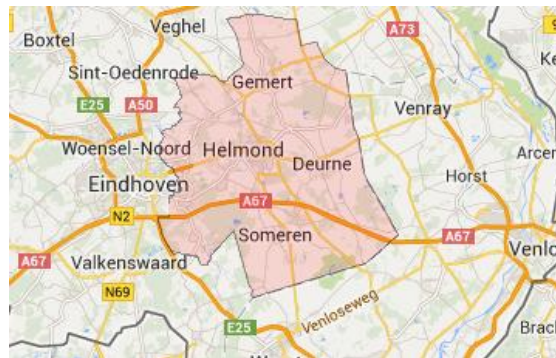 Veghel
Boxtel
A73
Sint-Oedenrode
Gemert
E25
A50
Venray
Woensel-Noord
Helmond
Deurne
Arcen
Eindhoven
Horst
A67
N2
Someren
A67
A67
Venlo
Valkenswaard
N69
Venloseweg
E25
Brach